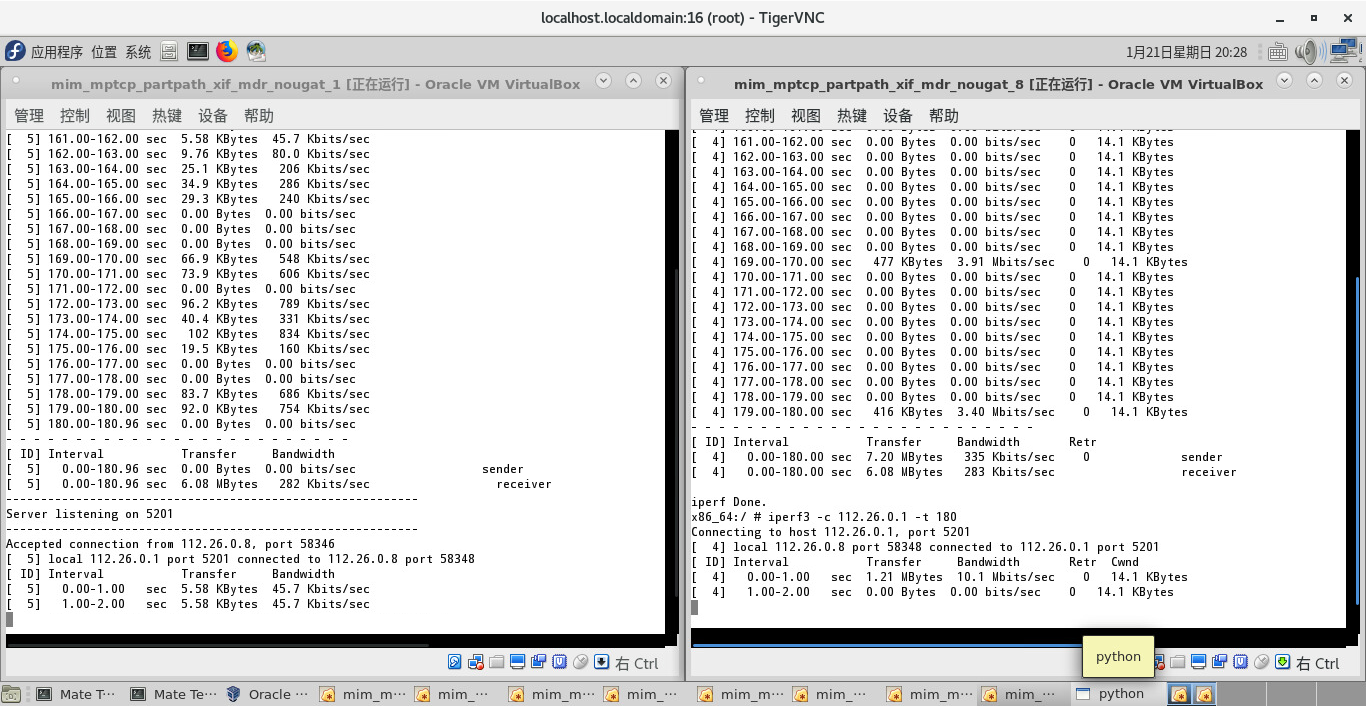 localhost.localdomain:16 (root) - TigerVNC
应用程序 位置 系统
1月21日星期日 20:28
mim_mptcp_partpath_xif_mdr_nougat_1 [正在运行] - Oracle VM VirtualBox
管理 控制 视图 热键 设备 帮助
[  5] 161.00-162.00 sec  5.58 KBytes  45.7 Kbits/sec
[  5] 162.00-163.00 sec  9.76 KBytes  80.0 Kbits/sec
[  5] 163.00-164.00 sec  25.1 KBytes   206 Kbits/sec
[  5] 164.00-165.00 sec  34.9 KBytes   286 Kbits/sec
[  5] 165.00-166.00 sec  29.3 KBytes   240 Kbits/sec
[  5] 166.00-167.00 sec  0.00 Bytes  0.00 bits/sec
[  5] 167.00-168.00 sec  0.00 Bytes  0.00 bits/sec
[  5] 168.00-169.00 sec  0.00 Bytes  0.00 bits/sec
[  5] 169.00-170.00 sec  66.9 KBytes   548 Kbits/sec
[  5] 170.00-171.00 sec  73.9 KBytes   606 Kbits/sec
[  5] 171.00-172.00 sec  0.00 Bytes  0.00 bits/sec
[  5] 172.00-173.00 sec  96.2 KBytes   789 Kbits/sec
[  5] 173.00-174.00 sec  40.4 KBytes   331 Kbits/sec
[  5] 174.00-175.00 sec   102 KBytes   834 Kbits/sec
[  5] 175.00-176.00 sec  19.5 KBytes   160 Kbits/sec
[  5] 176.00-177.00 sec  0.00 Bytes  0.00 bits/sec
[  5] 177.00-178.00 sec  0.00 Bytes  0.00 bits/sec
[  5] 178.00-179.00 sec  83.7 KBytes   686 Kbits/sec
[  5] 179.00-180.00 sec  92.0 KBytes   754 Kbits/sec
[  5] 180.00-180.96 sec  0.00 Bytes  0.00 bits/sec
- - - - - - - - - - - - - - - - - - - - - - - - -
[ ID] Interval           Transfer     Bandwidth
[  5]   0.00-180.96 sec  0.00 Bytes  0.00 bits/sec                  sender
[  5]   0.00-180.96 sec  6.08 MBytes   282 Kbits/sec                  receiver
-----------------------------------------------------------
Server listening on 5201
-----------------------------------------------------------
Accepted connection from 112.26.0.8, port 58346
[  5] local 112.26.0.1 port 5201 connected to 112.26.0.8 port 58348
[ ID] Interval           Transfer     Bandwidth
[  5]   0.00-1.00   sec  5.58 KBytes  45.7 Kbits/sec
[  5]   1.00-2.00   sec  5.58 KBytes  45.7 Kbits/sec
右 Ctrl
mim_mptcp_partpath_xif_mdr_nougat_8 [正在运行] - Oracle VM VirtualBox
管理 控制 视图 热键 设备 帮助
[  4] 161.00-162.00 sec  0.00 Bytes  0.00 bits/sec    0   14.1 KBytes
[  4] 162.00-163.00 sec  0.00 Bytes  0.00 bits/sec    0   14.1 KBytes
[  4] 163.00-164.00 sec  0.00 Bytes  0.00 bits/sec    0   14.1 KBytes
[  4] 164.00-165.00 sec  0.00 Bytes  0.00 bits/sec    0   14.1 KBytes
[  4] 165.00-166.00 sec  0.00 Bytes  0.00 bits/sec    0   14.1 KBytes
[  4] 166.00-167.00 sec  0.00 Bytes  0.00 bits/sec    0   14.1 KBytes
[  4] 167.00-168.00 sec  0.00 Bytes  0.00 bits/sec    0   14.1 KBytes
[  4] 168.00-169.00 sec  0.00 Bytes  0.00 bits/sec    0   14.1 KBytes
[  4] 169.00-170.00 sec   477 KBytes  3.91 Mbits/sec    0   14.1 KBytes
[  4] 170.00-171.00 sec  0.00 Bytes  0.00 bits/sec    0   14.1 KBytes
[  4] 171.00-172.00 sec  0.00 Bytes  0.00 bits/sec    0   14.1 KBytes
[  4] 172.00-173.00 sec  0.00 Bytes  0.00 bits/sec    0   14.1 KBytes
[  4] 173.00-174.00 sec  0.00 Bytes  0.00 bits/sec    0   14.1 KBytes
[  4] 174.00-175.00 sec  0.00 Bytes  0.00 bits/sec    0   14.1 KBytes
[  4] 175.00-176.00 sec  0.00 Bytes  0.00 bits/sec    0   14.1 KBytes
[  4] 176.00-177.00 sec  0.00 Bytes  0.00 bits/sec    0   14.1 KBytes
[  4] 177.00-178.00 sec  0.00 Bytes  0.00 bits/sec    0   14.1 KBytes
[  4] 178.00-179.00 sec  0.00 Bytes  0.00 bits/sec    0   14.1 KBytes
[  4] 179.00-180.00 sec   416 KBytes  3.40 Mbits/sec    0   14.1 KBytes
- - - - - - - - - - - - - - - - - - - - - - - - -
[ ID] Interval           Transfer     Bandwidth       Retr
[  4]   0.00-180.00 sec  7.20 MBytes   335 Kbits/sec    0             sender
[  4]   0.00-180.00 sec  6.08 MBytes   283 Kbits/sec                  receiver
iperf Done.
x86_64:/ # iperf3 -c 112.26.0.1 -t 180
Connecting to host 112.26.0.1, port 5201
[  4] local 112.26.0.8 port 58348 connected to 112.26.0.1 port 5201
[ ID] Interval           Transfer     Bandwidth       Retr  Cwnd
[  4]   0.00-1.00   sec  1.21 MBytes  10.1 Mbits/sec    0   14.1 KBytes
[  4]   1.00-2.00   sec  0.00 Bytes  0.00 bits/sec    0   14.1 KBytes
python
右 Ctrl
Mate T… Mate Te… Oracle … mim_m… mim_… mim_m… mim_… mim_m… mim_… mim_m… mim_… python